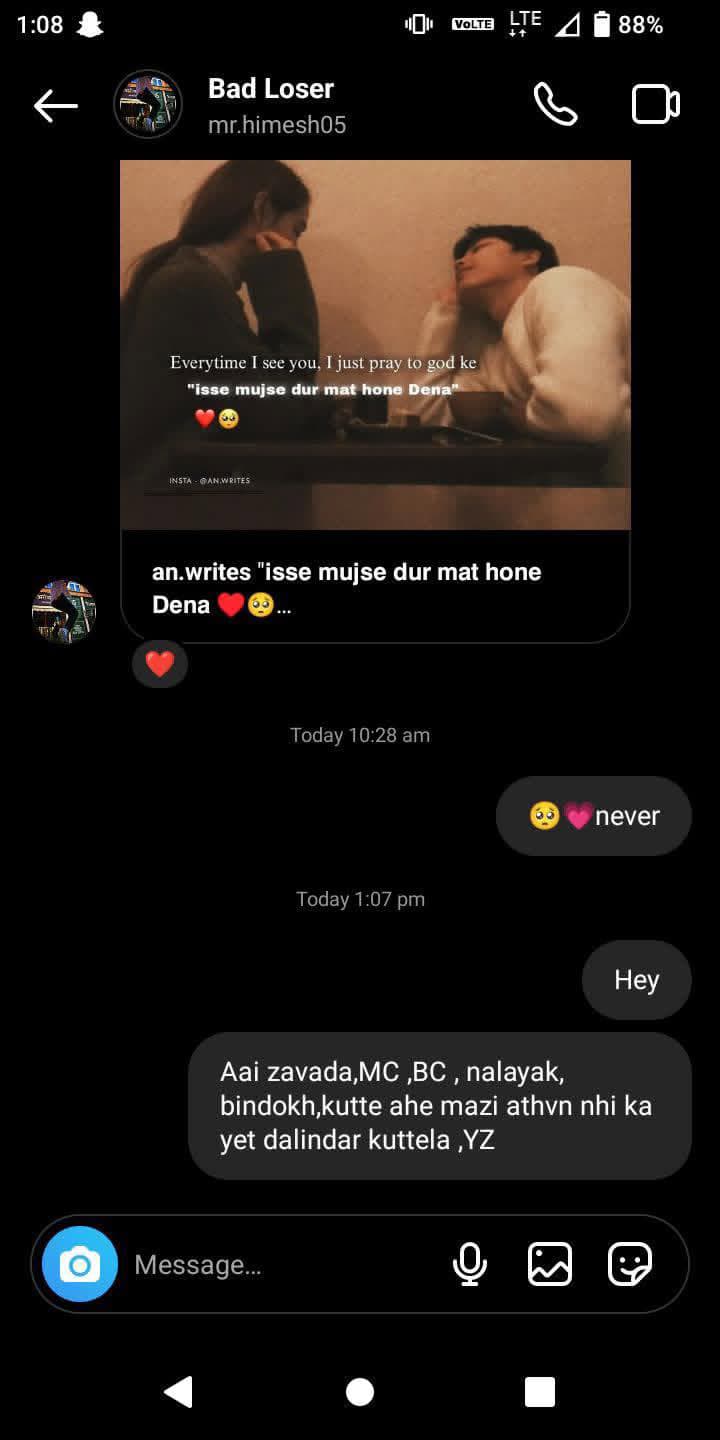 1:08 VoLTE LTE 88%
Bad Loser
mr.himesh05
Everytime I see you, I just pray to god ke
"isse mujse dur mat hone Dena"
❤️🥺
INSTA - @AN.WRITES
an.writes "isse mujse dur mat hone
Dena ❤️🥺...
❤️
Today 10:28 am
🥺💗never
Today 1:07 pm
Hey
Aai zavada,MC ,BC , nalayak,
bindokh,kutte ahe mazi athvn nhi ka
yet dalindar kuttela ,YZ
Message...